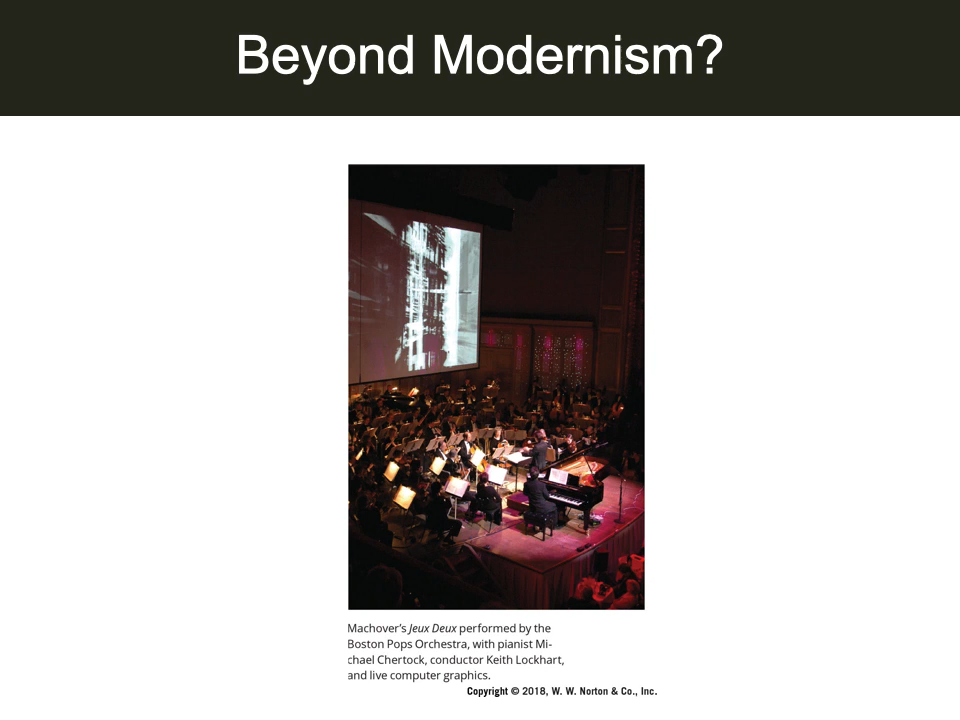 Beyond Modernism?
Machover’s Jeux Deux performed by the
Boston Pops Orchestra, with pianist Mi-
chael Chertock, conductor Keith Lockhart,
and live computer graphics.
Copyright © 2018, W. W. Norton & Co., Inc.